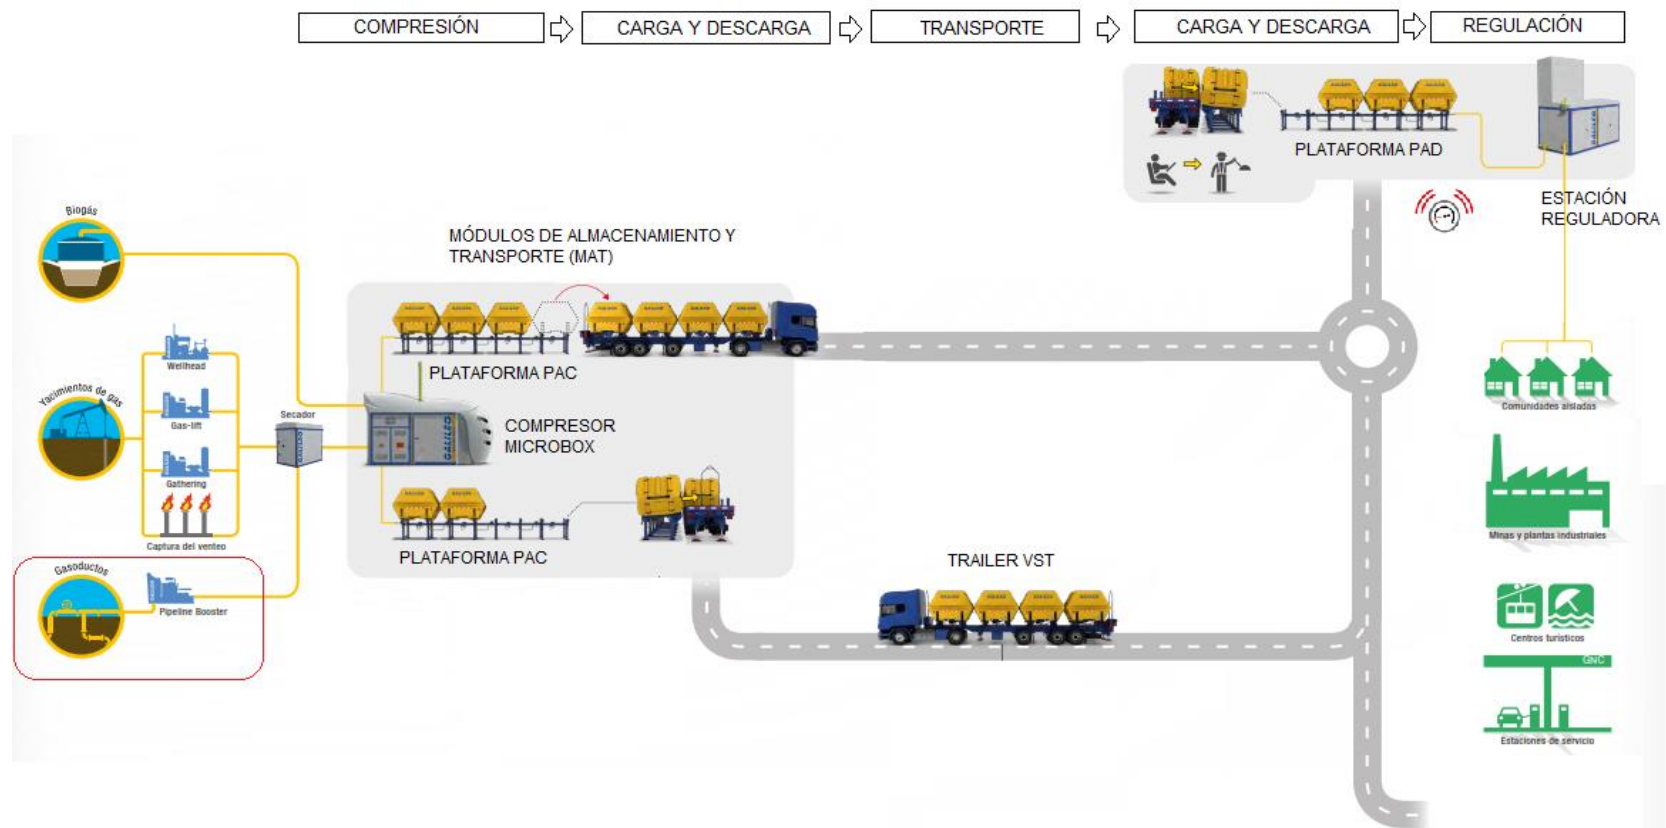 COMPRESIÓN
CARGA Y DESCARGA
TRANSPORTE
CARGA Y DESCARGA
REGULACIÓN
PLATAFORMA PAD
ESTACIÓN
REGULADORA
Biogás
MÓDULOS DE ALMACENAMIENTO Y
TRANSPORTE (MAT)
Wellhead
PLATAFORMA PAC
Yacimientos de gas
Gas-lift
Secador
COMPRESOR
MICROBOX
GALILEO
Gathering
Captura del venteo
PLATAFORMA PAC
Gasoductos
Pipeline Booster
TRAILER VST
Comunidades aisladas
Minas y plantas industriales
Centros turísticos
GNC
Estaciones de servicio